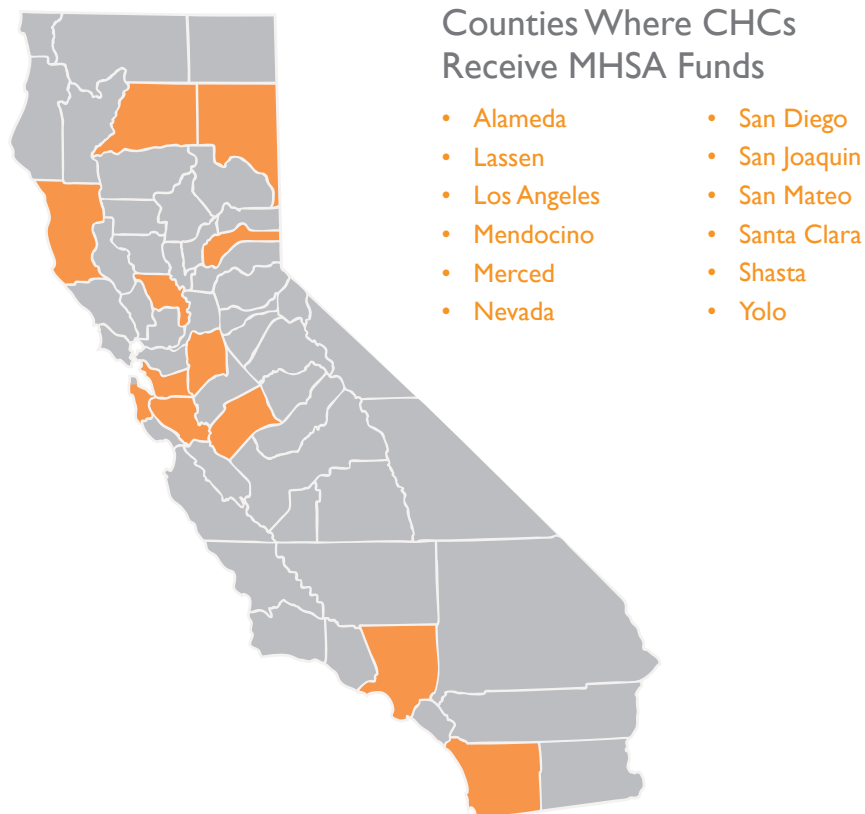 Counties Where CHCs
Receive MHSA Funds
• Alameda
• Lassen
• Los Angeles
• Mendocino
• Merced
• Nevada
• San Diego
• San Joaquin
• San Mateo
• Santa Clara
• Shasta
• Yolo